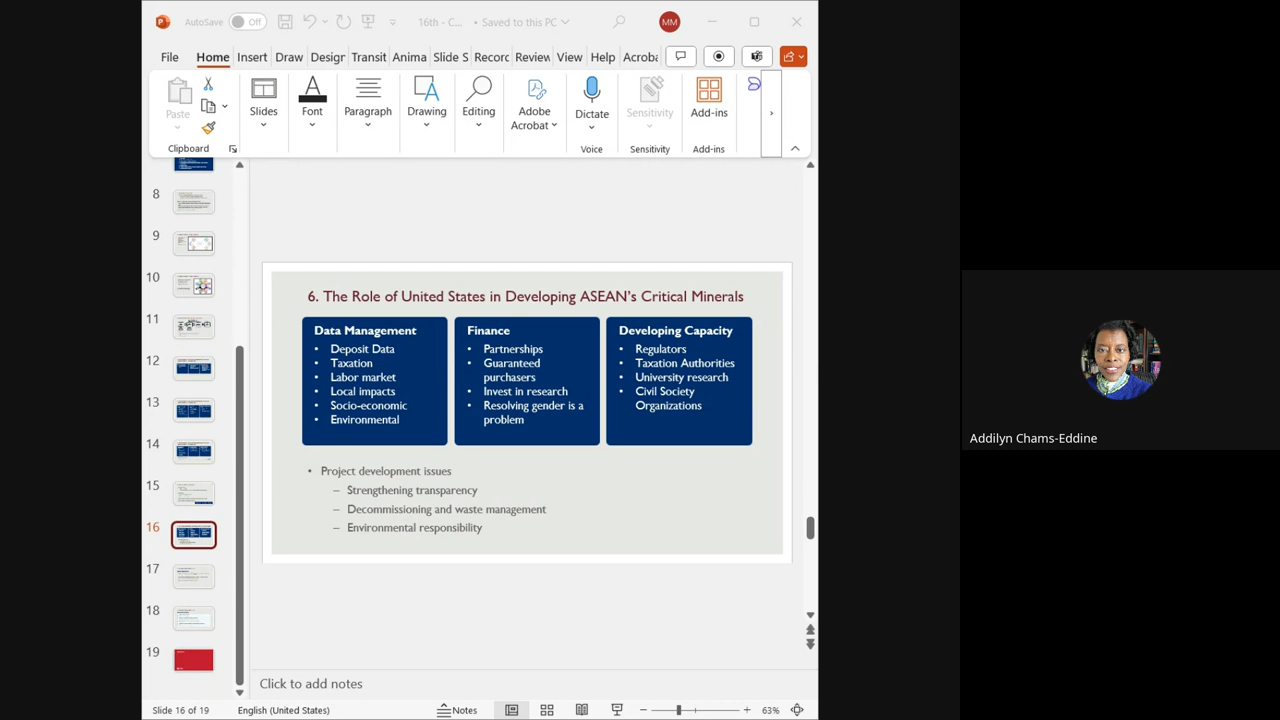 AutoSave Off 16th - C... • Saved to this PC MM
File Home Insert Draw Design Transit Anima Slide S Recorc Review View Help Acroba
Paste Slides Font Paragraph Drawing Editing Adobe Acrobat Dictate Sensitivity Add-ins
Clipboard Voice Sensitivity Add-ins
8
9
10
11
12
13
14
15
16
17
18
19
6. The Role of United States in Developing ASEAN's Critical Minerals
Data Management
• Deposit Data
• Taxation
• Labor market
• Local impacts
• Socio-economic
• Environmental
Finance
• Partnerships
• Guaranteed
purchasers
• Invest in research
• Resolving gender is a
problem
Developing Capacity
• Regulators
• Taxation Authorities
• University research
• Civil Society
Organizations
• Project development issues
– Strengthening transparency
– Decommissioning and waste management
– Environmental responsibility
Click to add notes
Slide 16 of 19 English (United States) Notes 63%
Addilyn Chams-Eddine